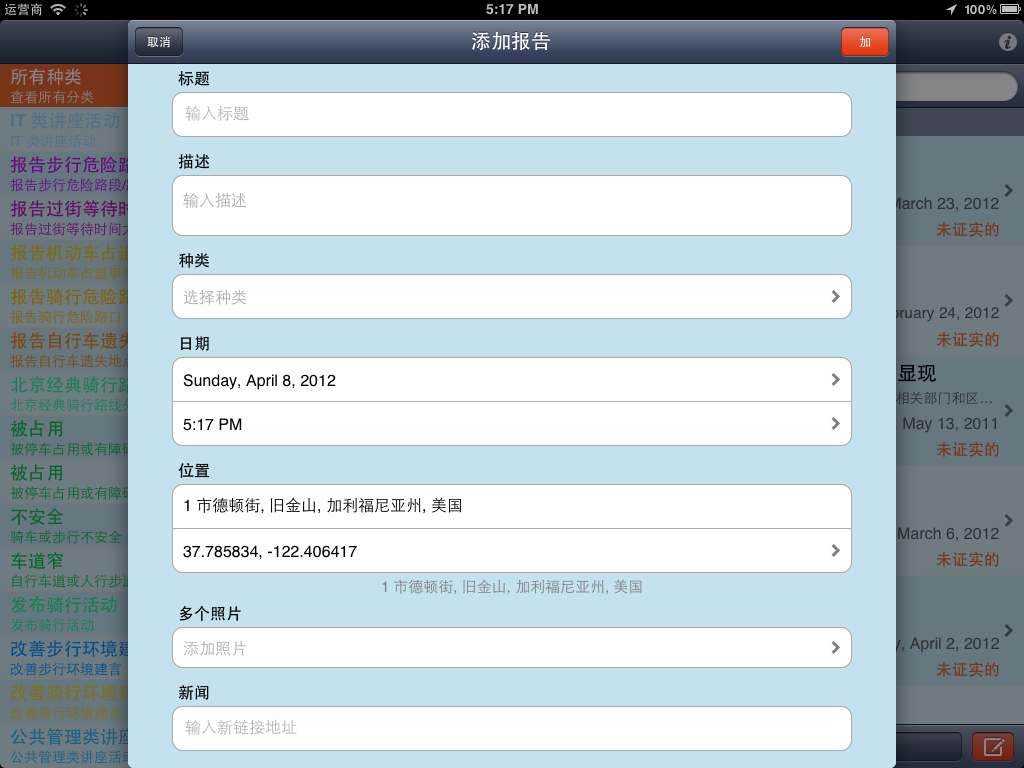 运营商
5:17 PM
100%
取消
添加报告
加
所有种类
查看所有分类
IT 类讲座活动
IT 类讲座活动
报告步行危险路
报告步行危险路段/
报告过街等待时
报告过街等待时间
报告机动车占道
报告机动车占道
报告骑行危险路
报告骑行危险路口
报告自行车遗失
报告自行车遗失地
北京经典骑行路
北京经典骑行路线
被占用
被停车占用或有障碍
被占用
被停车占用或有障碍
不安全
骑车或步行不安全
车道窄
自行车道或人行步道
发布骑行活动
发布骑行活动
改善步行环境建
改善步行环境建言
改善骑行环境建
改善骑行环境建言
公共管理类讲座
公共管理类讲座活动
标题
输入标题
描述
输入描述
种类
选择种类
日期
Sunday, April 8, 2012
5:17 PM
位置
1 市德顿街, 旧金山, 加利福尼亚州, 美国
37.785834, -122.406417
1 市德顿街, 旧金山, 加利福尼亚州, 美国
多个照片
添加照片
新闻
输入新链接地址
March 23, 2012
未证实的
bruary 24, 2012
未证实的
显现
相关部门和区…
May 13, 2011
未证实的
March 6, 2012
未证实的
y, April 2, 2012
未证实的